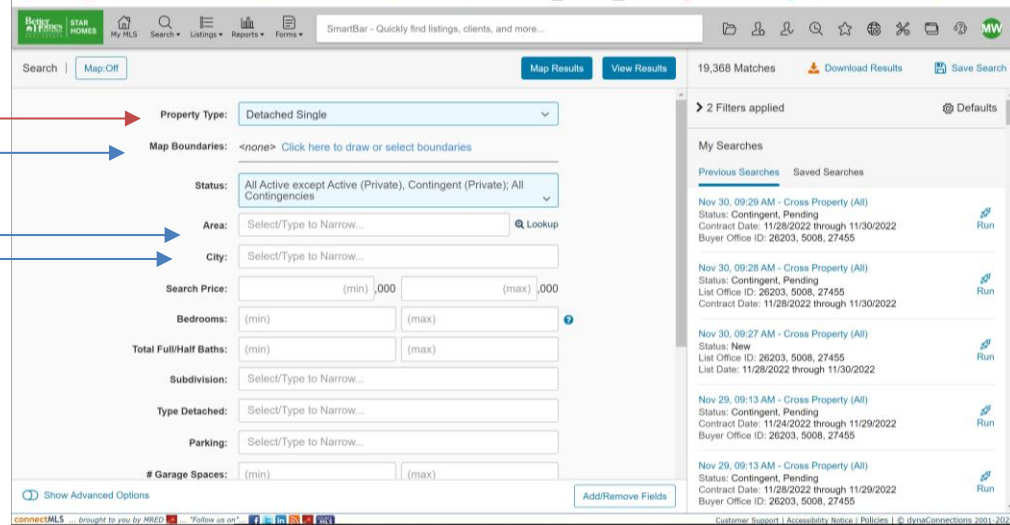 Better Homes REAL ESTATE STAR HOMES
My MLS Search Listings Reports Forms SmartBar - Quickly find listings, clients, and more... MW
Search | Map:Off Map Results View Results 19,368 Matches Download Results Save Search
Property Type: Detached Single
Map Boundaries: <none> Click here to draw or select boundaries
Status: All Active except Active (Private), Contingent (Private); All
Contingencies
Area: Select/Type to Narrow... Lookup
City: Select/Type to Narrow...
Search Price: (min) ,000 (max) ,000
Bedrooms: (min) (max) ?
Total Full/Half Baths: (min) (max)
Subdivision: Select/Type to Narrow...
Type Detached: Select/Type to Narrow...
Parking: Select/Type to Narrow...
# Garage Spaces: (min) (max)
Show Advanced Options Add/Remove Fields
> 2 Filters applied Defaults
My Searches
Previous Searches Saved Searches
Nov 30, 09:29 AM - Cross Property (All)
Status: Contingent, Pending
Contract Date: 11/28/2022 through 11/30/2022
Buyer Office ID: 26203, 5008, 27455
Run
Nov 30, 09:28 AM - Cross Property (All)
Status: Contingent, Pending
List Office ID: 26203, 5008, 27455
Contract Date: 11/28/2022 through 11/30/2022
Run
Nov 30, 09:27 AM - Cross Property (All)
Status: New
List Office ID: 26203, 5008, 27455
List Date: 11/28/2022 through 11/30/2022
Run
Nov 29, 09:13 AM - Cross Property (All)
Status: Contingent, Pending
Contract Date: 11/24/2022 through 11/29/2022
Buyer Office ID: 26203, 5008, 27455
Run
Nov 29, 09:13 AM - Cross Property (All)
Status: Contingent, Pending
Contract Date: 11/28/2022 through 11/29/2022
Buyer Office ID: 26203, 5008, 27455
Run
connectMLS ... brought to you by MRED ... "Follow us on"... Customer Support | Accessibility Notice | Policies | © dynaConnections 2001-202